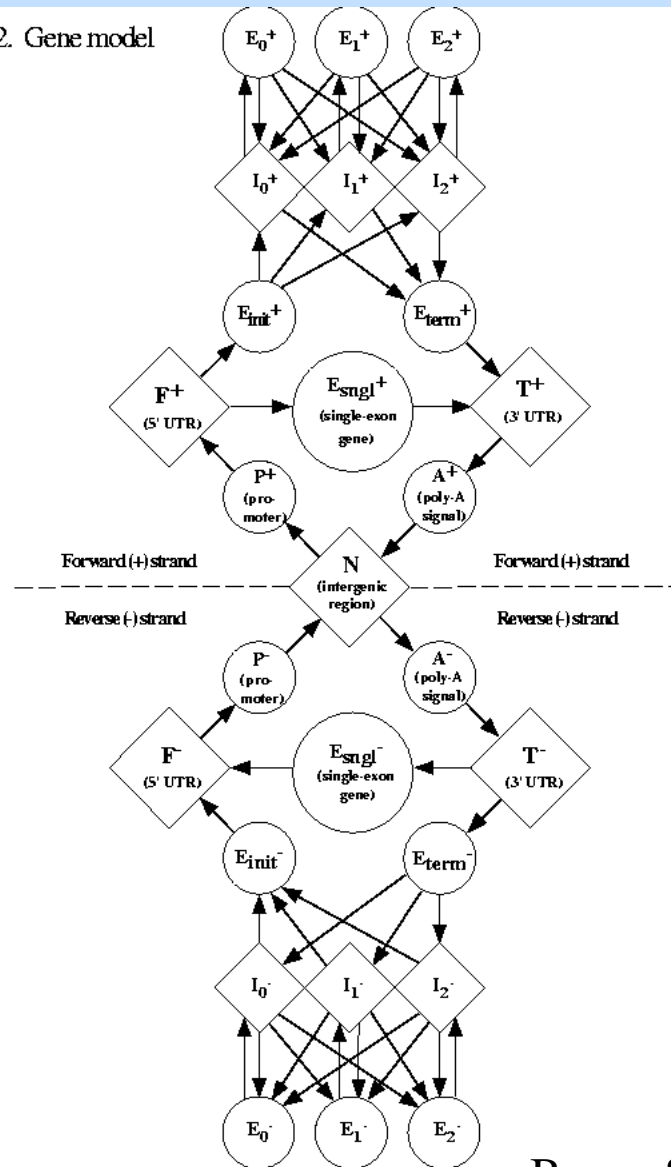 2. Gene model
E₀⁺ E₁⁺ E₂⁺
I₀⁺ I₁⁺ I₂⁺
Einit⁺ Eterm⁺
F⁺
(5' UTR)
Esngl⁺
(single-exon
gene)
T⁺
(3' UTR)
P⁺
(pro-
moter)
A⁺
(poly-A
signal)
Forward (+) strand
N
(intergenic
region)
Forward (+) strand
Reverse (-) strand
Reverse (-) strand
P⁻
(pro-
moter)
A⁻
(poly-A
signal)
F⁻
(5' UTR)
Esngl⁻
(single-exon
gene)
T⁻
(3' UTR)
Einit⁻ Eterm⁻
I₀⁻ I₁⁻ I₂⁻
E₀⁻ E₁⁻ E₂⁻